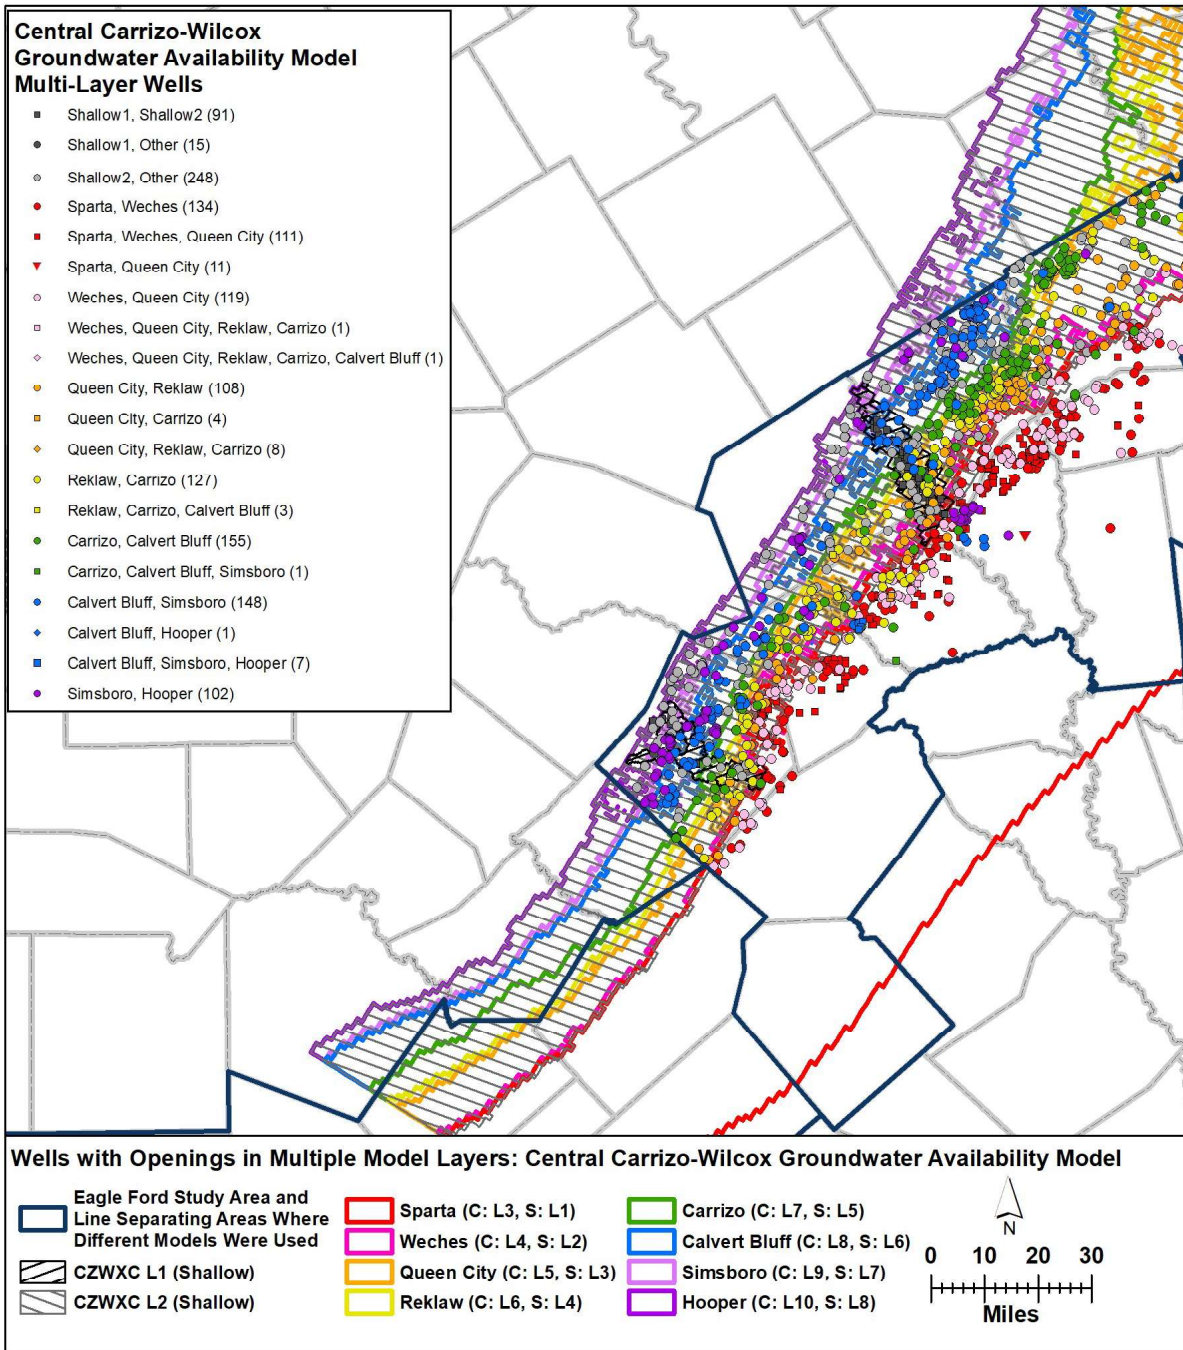 Central Carrizo-Wilcox
Groundwater Availability Model
Multi-Layer Wells
Shallow1, Shallow2 (91)
Shallow1, Other (15)
Shallow2, Other (248)
Sparta, Weches (134)
Sparta, Weches, Queen City (111)
Sparta, Queen City (11)
Weches, Queen City (119)
Weches, Queen City, Reklaw, Carrizo (1)
Weches, Queen City, Reklaw, Carrizo, Calvert Bluff (1)
Queen City, Reklaw (108)
Queen City, Carrizo (4)
Queen City, Reklaw, Carrizo (8)
Reklaw, Carrizo (127)
Reklaw, Carrizo, Calvert Bluff (3)
Carrizo, Calvert Bluff (155)
Carrizo, Calvert Bluff, Simsboro (1)
Calvert Bluff, Simsboro (148)
Calvert Bluff, Hooper (1)
Calvert Bluff, Simsboro, Hooper (7)
Simsboro, Hooper (102)
Wells with Openings in Multiple Model Layers: Central Carrizo-Wilcox Groundwater Availability Model
Eagle Ford Study Area and
Line Separating Areas Where
Different Models Were Used
CZWXC L1 (Shallow)
CZWXC L2 (Shallow)
Sparta (C: L3, S: L1)
Weches (C: L4, S: L2)
Queen City (C: L5, S: L3)
Reklaw (C: L6, S: L4)
Carrizo (C: L7, S: L5)
Calvert Bluff (C: L8, S: L6)
Simsboro (C: L9, S: L7)
Hooper (C: L10, S: L8)
N
0 10 20 30
Miles